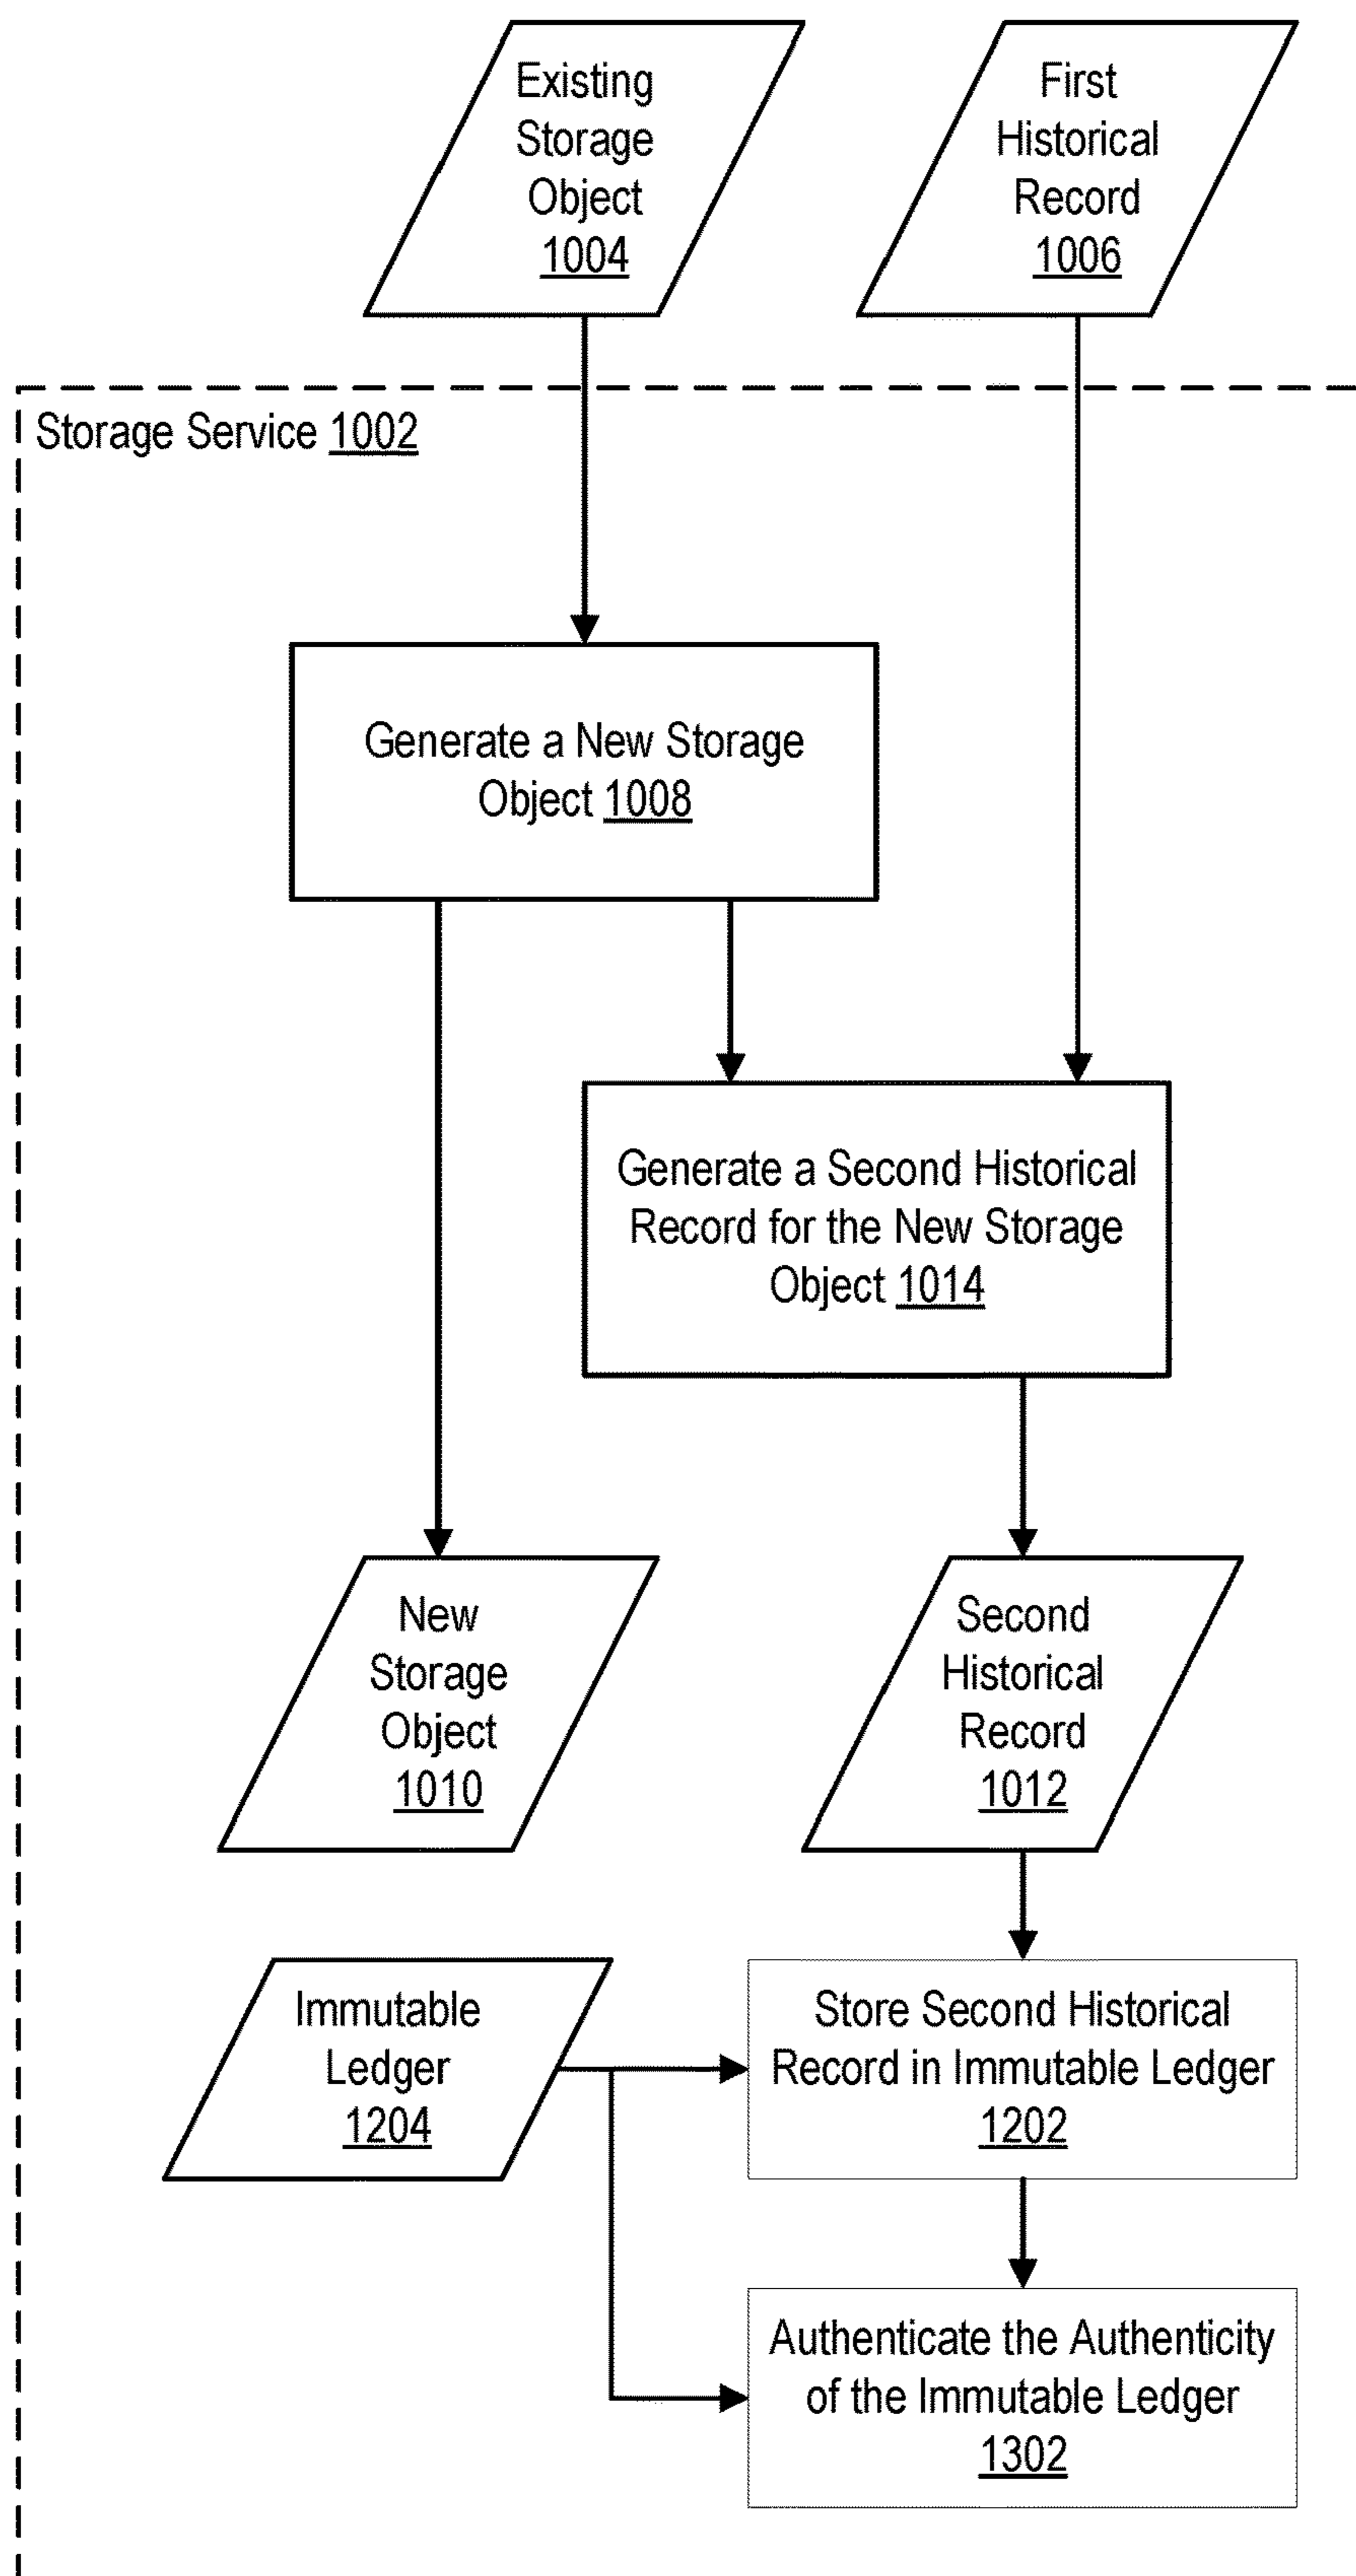 Existing
Storage
Object
1004
First
Historical
Record
1006
Storage Service 1002
Generate a New Storage
Object 1008
Generate a Second Historical
Record for the New Storage
Object 1014
New
Storage
Object
1010
Second
Historical
Record
1012
Immutable
Ledger
1204
Store Second Historical
Record in Immutable Ledger
1202
Authenticate the Authenticity
of the Immutable Ledger
1302